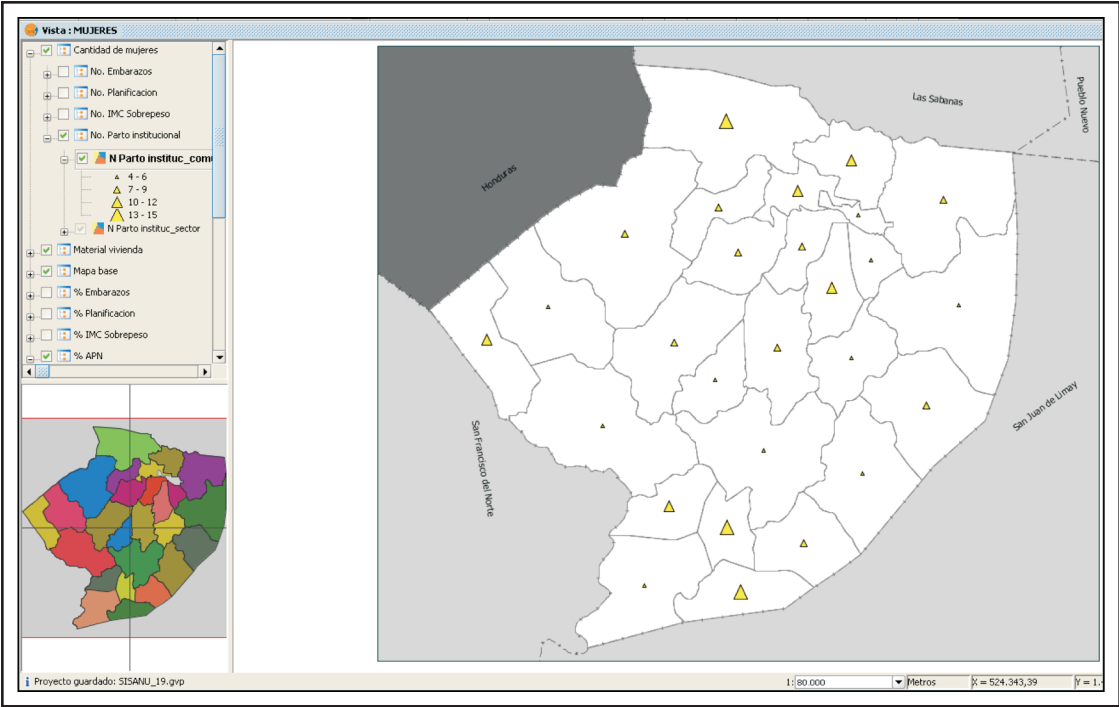 Vista : MUJERES
Cantidad de mujeres
No. Embarazos
No. Planificacion
No. IMC Sobrepeso
No. Parto institucional
N Parto instituc_comu
4 - 6
7 - 9
10 - 12
13 - 15
N Parto instituc_sector
Material vivienda
Mapa base
% Embarazos
% Planificacion
% IMC Sobrepeso
% APN
Las Sabanas
Pueblo Nuevo
Honduras
San Juan de Limay
San Francisco del Norte
Proyecto guardado: SISANU_19.gvp
1: 80.000
Metros
X = 524.343,39
Y = 1.4